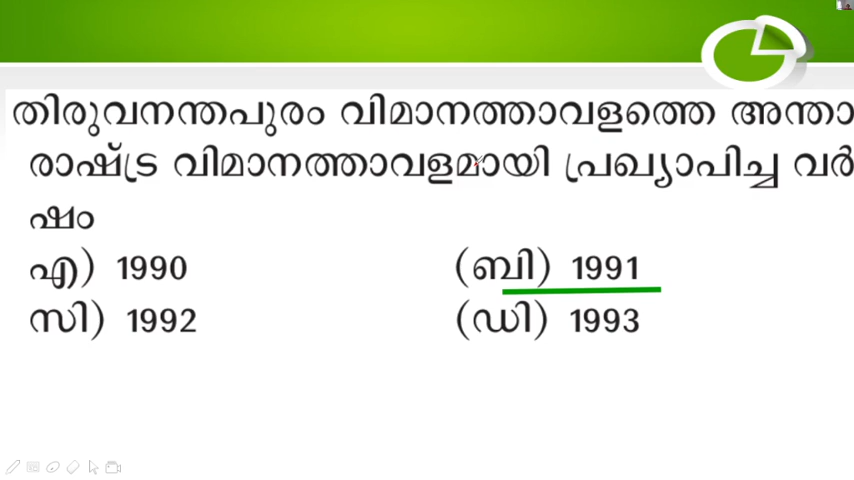 തിരുവനന്തപുരം വിമാനത്താവളത്തെ അന്താ
രാഷ്ട്ര വിമാനത്താവളമായി പ്രഖ്യാപിച്ച വർ
ഷം
എ) 1990 (ബി) 1991
സി) 1992 (ഡി) 1993